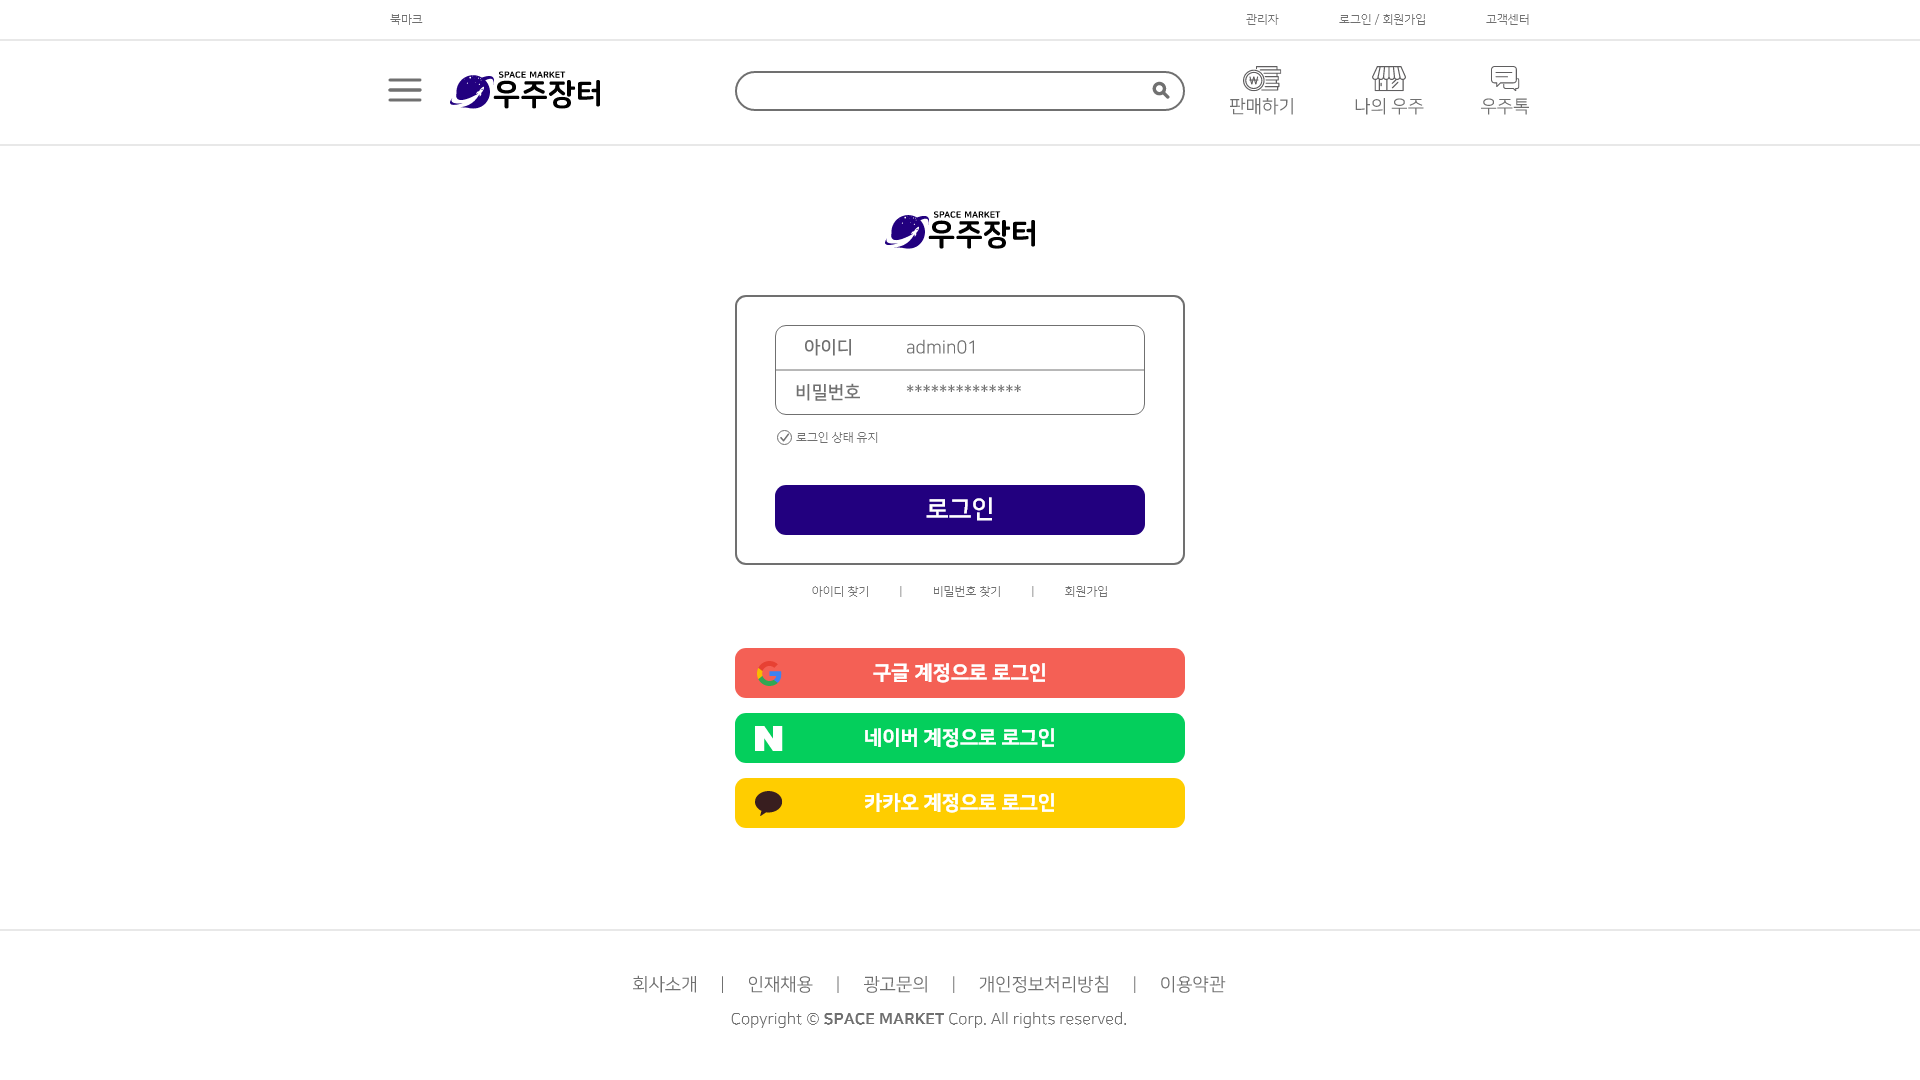 북마크 관리자 로그인 / 회원가입 고객센터
SPACE MARKET
우주장터
₩
판매하기 나의 우주 우주톡
SPACE MARKET
우주장터
아이디 admin01
비밀번호 **************
로그인 상태 유지
로그인
아이디 찾기 | 비밀번호 찾기 | 회원가입
G 구글 계정으로 로그인
N 네이버 계정으로 로그인
카카오 계정으로 로그인
회사소개 | 인재채용 | 광고문의 | 개인정보처리방침 | 이용약관
Copyright © SPACE MARKET Corp. All rights reserved.